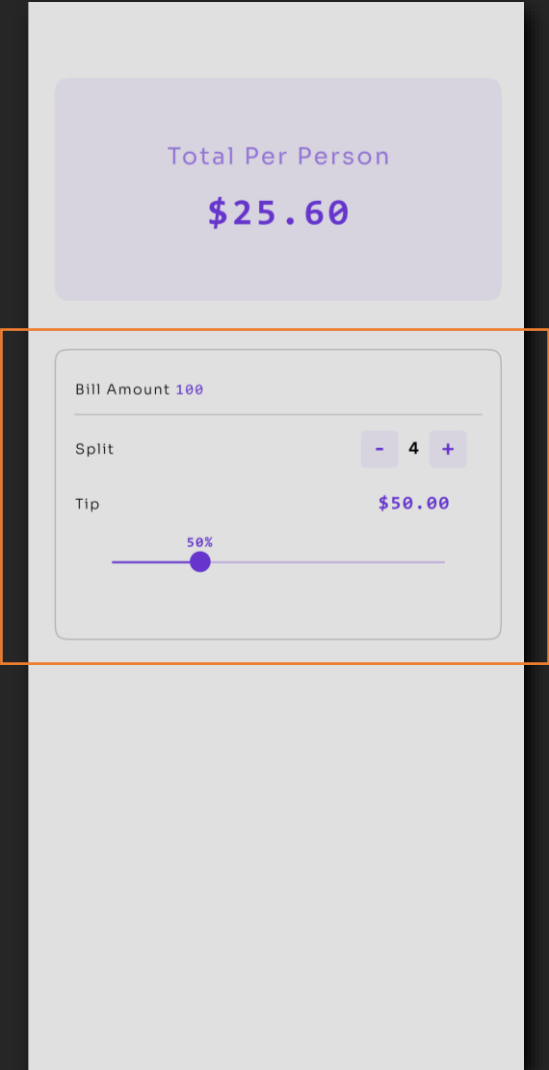 Total Per Person
$25.60
Bill Amount 100
Split - 4 +
Tip $50.00
50%